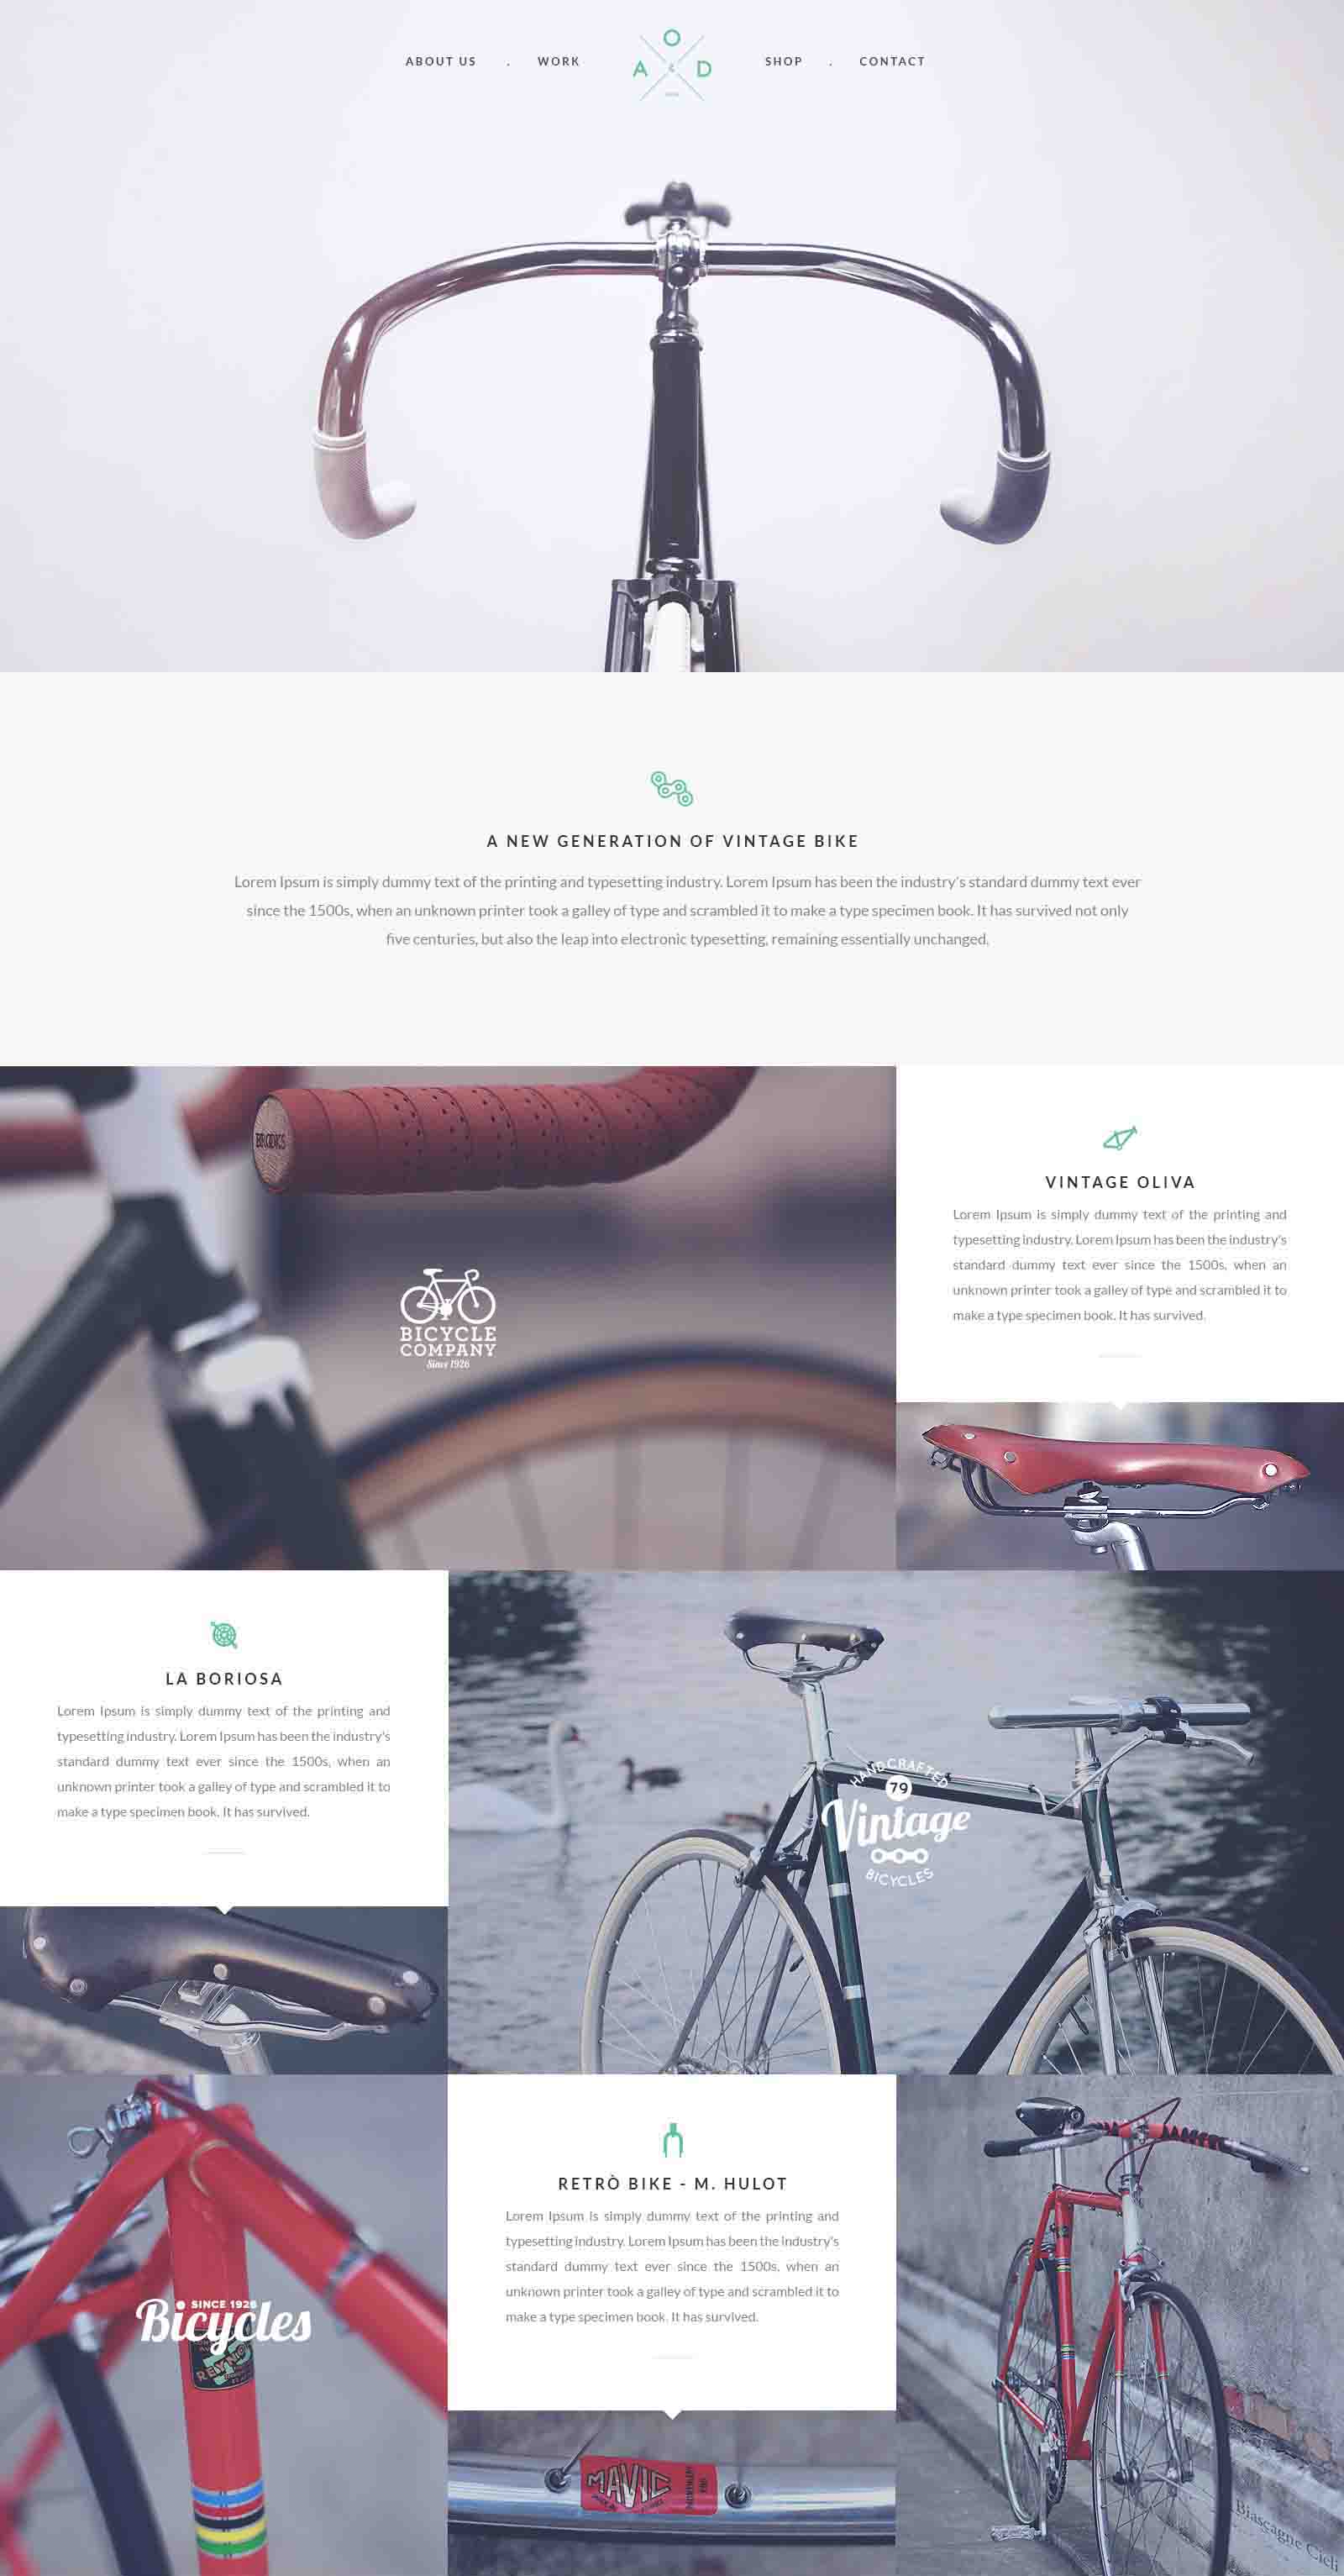 ABOUT US . WORK
O
A & D
SHOP . CONTACT
A NEW GENERATION OF VINTAGE BIKE
Lorem Ipsum is simply dummy text of the printing and typesetting industry. Lorem Ipsum has been the industry's standard dummy text ever
since the 1500s, when an unknown printer took a galley of type and scrambled it to make a type specimen book. It has survived not only
five centuries, but also the leap into electronic typesetting, remaining essentially unchanged.
BROOKS
BICYCLE
COMPANY
Since 1926
VINTAGE OLIVA
Lorem Ipsum is simply dummy text of the printing and
typesetting industry. Lorem Ipsum has been the industry's
standard dummy text ever since the 1500s, when an
unknown printer took a galley of type and scrambled it to
make a type specimen book. It has survived.
LA BORIOSA
Lorem Ipsum is simply dummy text of the printing and
typesetting industry. Lorem Ipsum has been the industry's
standard dummy text ever since the 1500s, when an
unknown printer took a galley of type and scrambled it to
make a type specimen book. It has survived.
HANDCRAFTED
79
Vintage
BICYCLES
SINCE 1926
Bicycles
RETRÒ BIKE - M. HULOT
Lorem Ipsum is simply dummy text of the printing and
typesetting industry. Lorem Ipsum has been the industry's
standard dummy text ever since the 1500s, when an
unknown printer took a galley of type and scrambled it to
make a type specimen book. It has survived.
MAVIC
Biascagne Cicli